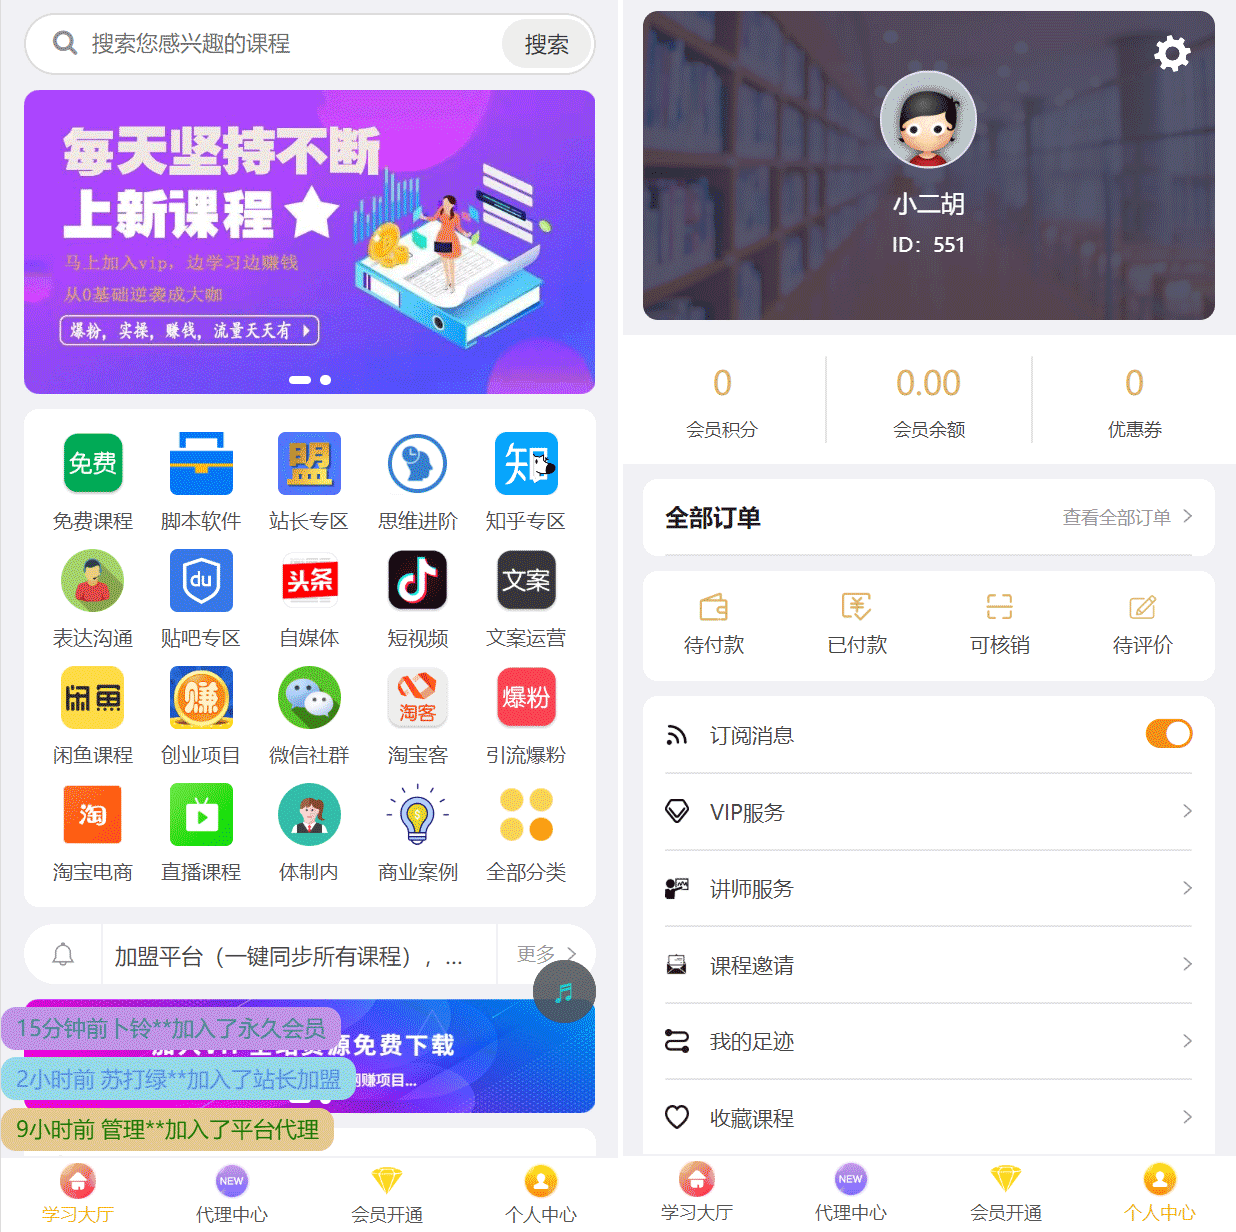 搜索您感兴趣的课程
搜索
每天坚持不断
上新课程
马上加入vip，边学习边赚钱
从0基础逆袭成大咖
爆粉，实操，赚钱，流量天天有
免费
盟
知
免费课程
脚本软件
站长专区
思维进阶
知乎专区
du
头条
文案
表达沟通
贴吧专区
自媒体
短视频
文案运营
闲鱼
赚
淘客
爆粉
闲鱼课程
创业项目
微信社群
淘宝客
引流爆粉
淘
淘宝电商
直播课程
体制内
商业案例
全部分类
加盟平台（一键同步所有课程），...
更多
15分钟前卜铃**加入了永久会员
源免费下载
2小时前 苏打绿**加入了站长加盟
网赚项目...
9小时前 管理**加入了平台代理
NEW
学习大厅
代理中心
会员开通
个人中心
小二胡
ID：551
0
0.00
0
会员积分
会员余额
优惠券
全部订单
查看全部订单
待付款
已付款
可核销
待评价
订阅消息
VIP服务
讲师服务
课程邀请
我的足迹
收藏课程
NEW
学习大厅
代理中心
会员开通
个人中心